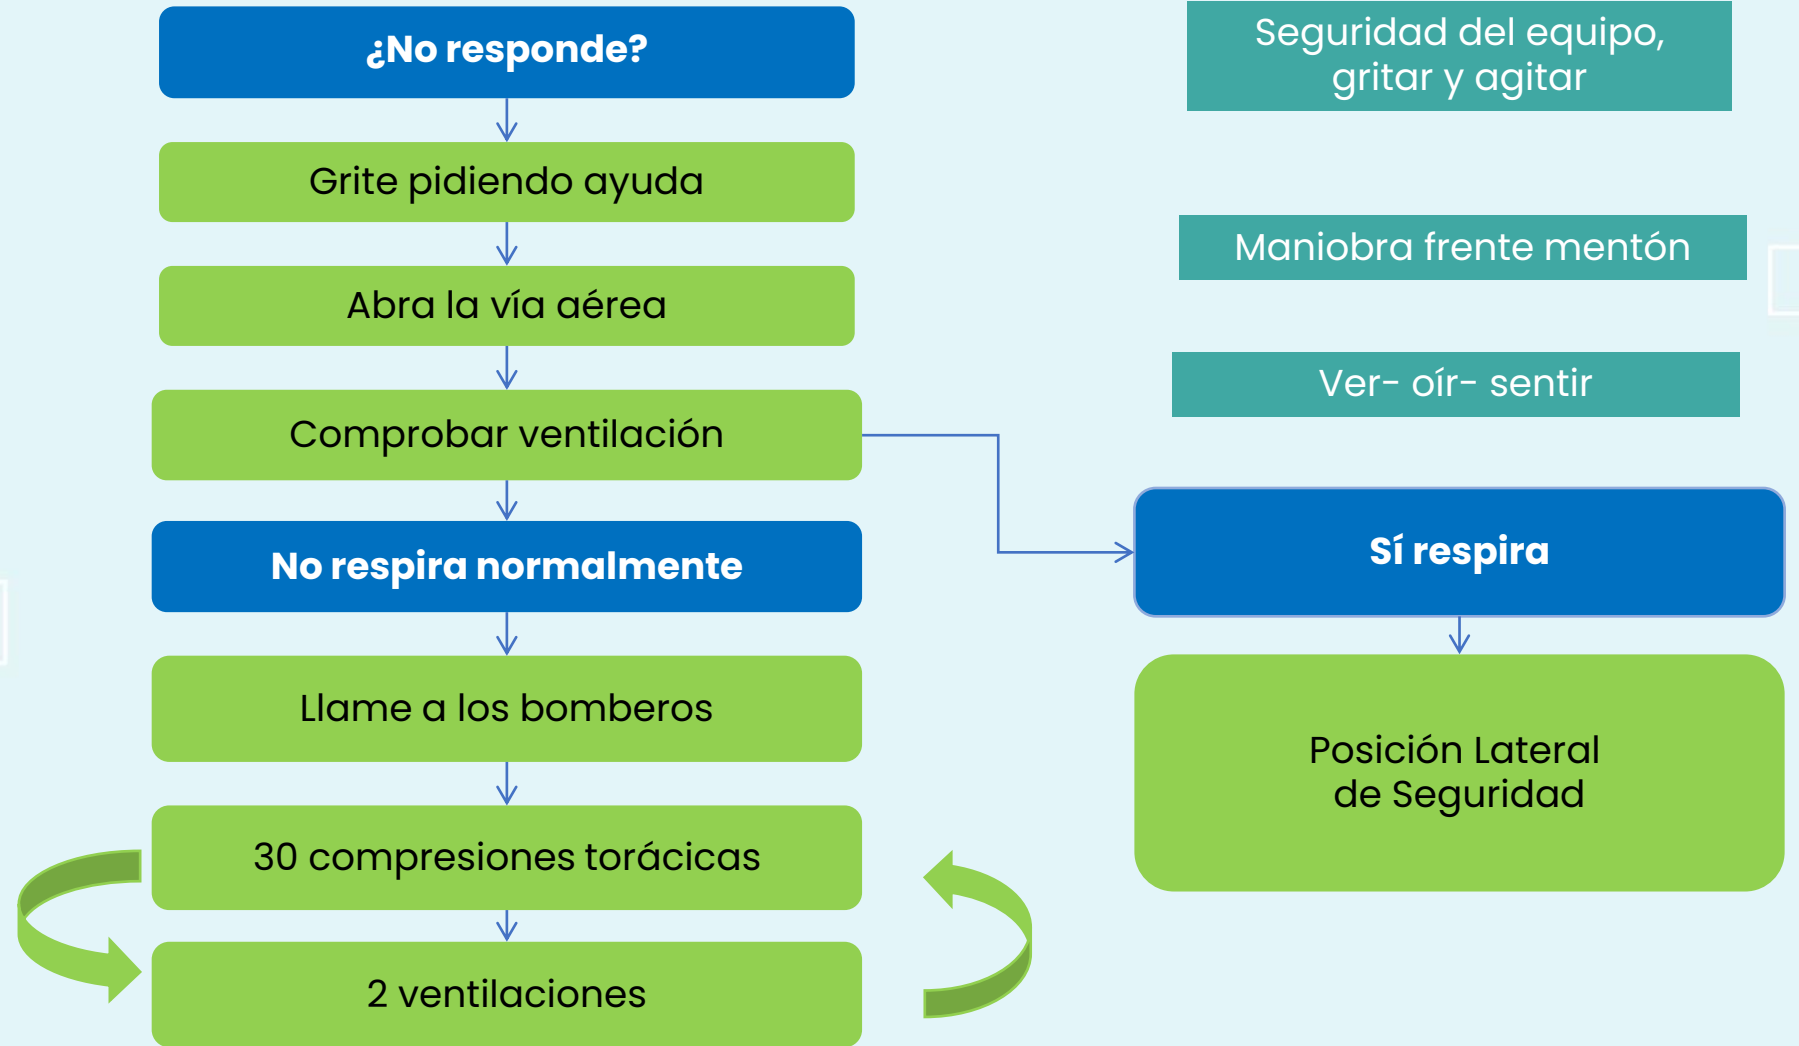 ¿No responde?
Grite pidiendo ayuda
Abra la vía aérea
Comprobar ventilación
No respira normalmente
Llame a los bomberos
30 compresiones torácicas
2 ventilaciones
Seguridad del equipo,
gritar y agitar
Maniobra frente mentón
Ver- oír- sentir
Sí respira
Posición Lateral
de Seguridad